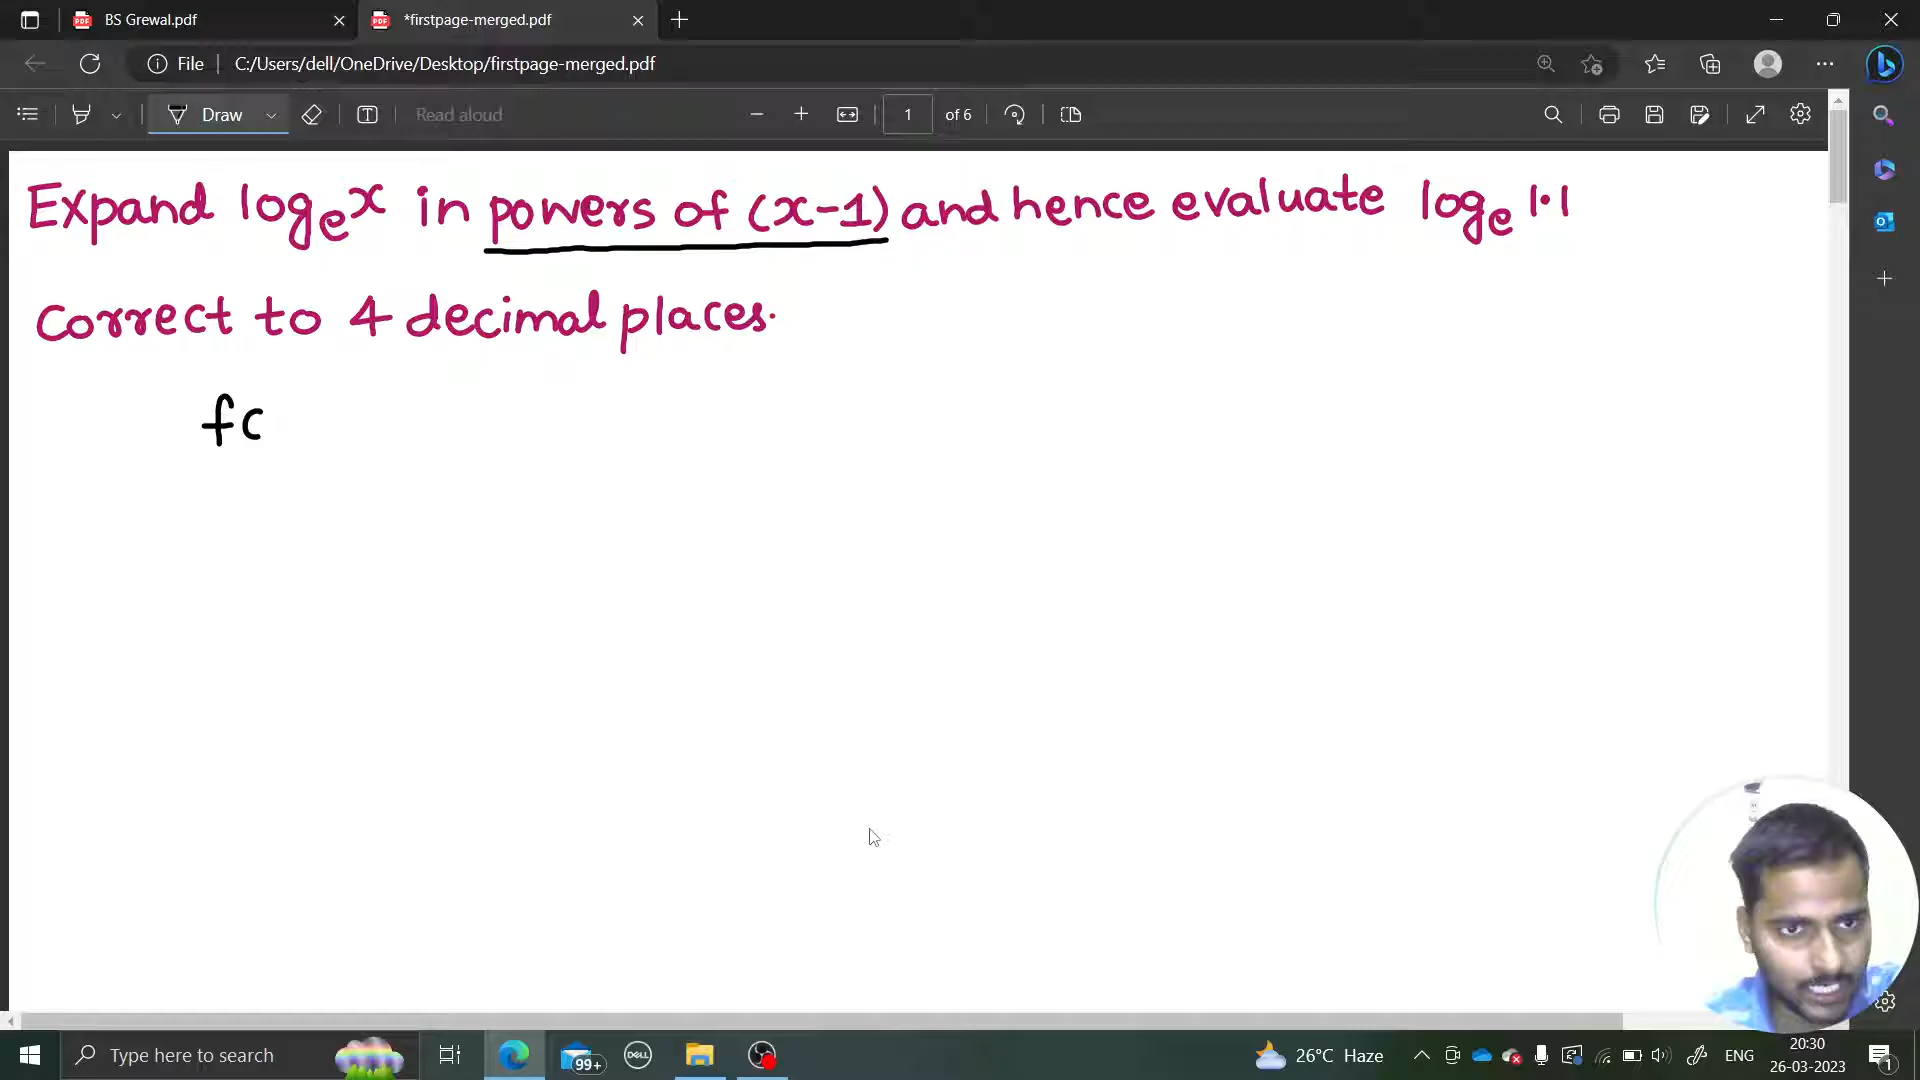 BS Grewal.pdf
*firstpage-merged.pdf
File
C:/Users/dell/OneDrive/Desktop/firstpage-merged.pdf
Draw
Read aloud
1 of 6
Expand logₑx in powers of (x-1) and hence evaluate logₑ 1.1
correct to 4 decimal places.
fc
Type here to search
99+
DELL
26°C Haze
ENG
20:30
26-03-2023
1